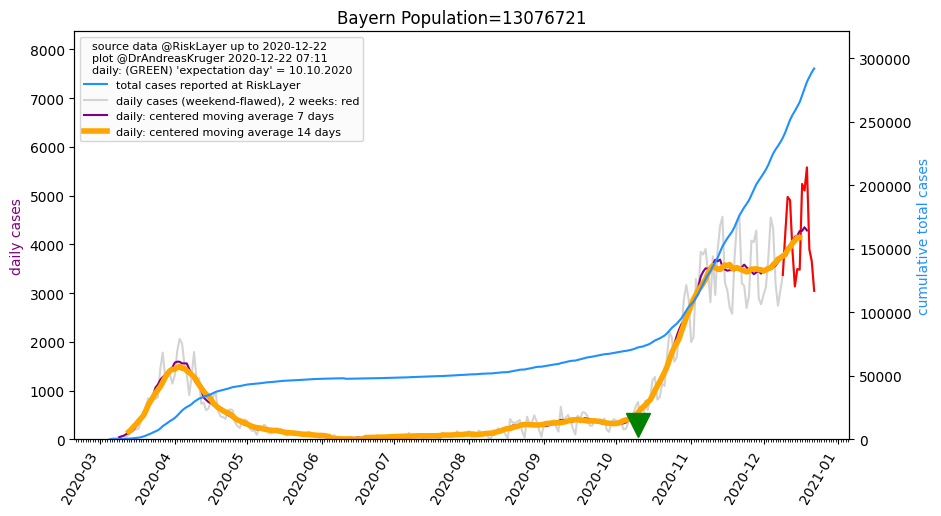 Bayern Population=13076721
source data @RiskLayer up to 2020-12-22
plot @DrAndreasKruger 2020-12-22 07:11
daily: (GREEN) 'expectation day' = 10.10.2020
total cases reported at RiskLayer
daily cases (weekend-flawed), 2 weeks: red
daily: centered moving average 7 days
daily: centered moving average 14 days
daily cases
8000
7000
6000
5000
4000
3000
2000
1000
0
cumulative total cases
300000
250000
200000
150000
100000
50000
0
2020-03
2020-04
2020-05
2020-06
2020-07
2020-08
2020-09
2020-10
2020-11
2020-12
2021-01